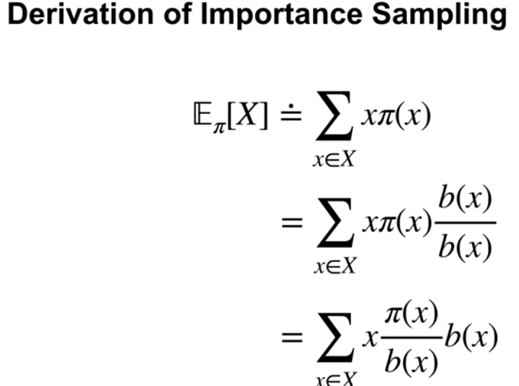 Derivation of Importance Sampling
𝔼_π[X] ≐ ∑_{x∈X} xπ(x)
= ∑_{x∈X} xπ(x) b(x)/b(x)
= ∑_{x∈X} x π(x)/b(x) b(x)